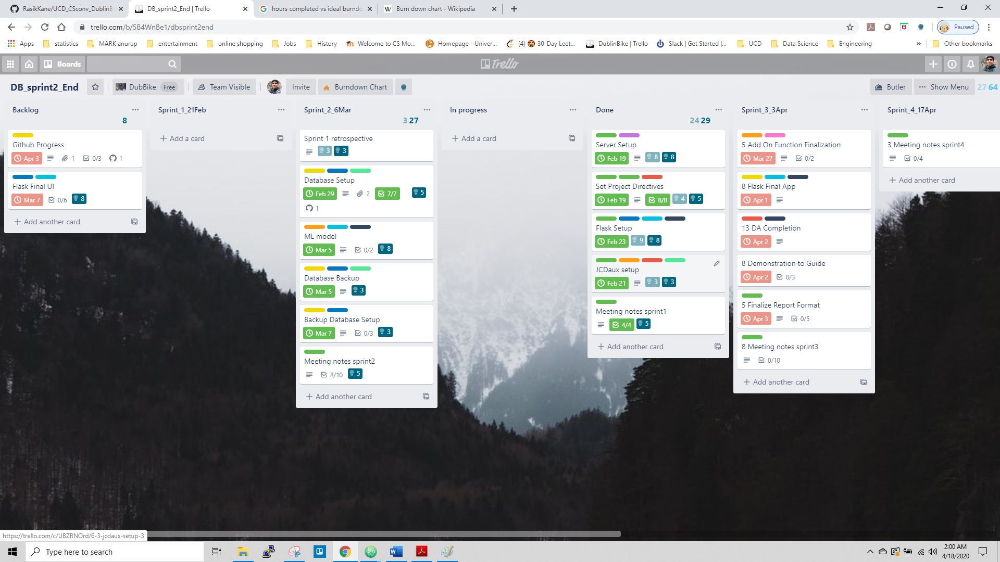 RasikKane/UCD_CSconv_DublinB
DB_sprint2_End | Trello
hours completed vs ideal burndo
Burn down chart - Wikipedia
trello.com/b/5B4WnBe1/dbsprint2end
Paused
Apps
statistics
MARK anurup
entertainment
online shopping
Jobs
History
Welcome to CS Mo...
Homepage - Univer...
(4) 30-Day Leet...
DublinBike | Trello
Slack | Get Started |...
UCD
Data Science
Engineering
»
Other bookmarks
Boards
Trello
DB_sprint2_End
DubBike Free
Team Visible
Invite
Burndown Chart
Butler
Show Menu
27 64
Backlog
8
Github Progress
Apr 3 1 0/3 1
Flask Final UI
Mar 7 0/6 8
+ Add another card
Sprint_1_21Feb
+ Add a card
Sprint_2_6Mar
3 27
Sprint 1 retrospective
3 3
Database Setup
Feb 29 2 7/7 5
1
ML model
Mar 5 0/2 8
Database Backup
Mar 5 3
Backup Database Setup
Mar 7 0/3 3
Meeting notes sprint2
8/10 5
+ Add another card
In progress
+ Add a card
Done
24 29
Server Setup
Feb 19 8 8
Set Project Directives
Feb 19 8/8 4 5
Flask Setup
Feb 23 9 8
JCDaux setup
Feb 21 3 3
Meeting notes sprint1
4/4 5
+ Add another card
Sprint_3_3Apr
5 Add On Function Finalization
Mar 27 0/2
8 Flask Final App
Apr 1
13 DA Completion
Apr 2
8 Demonstration to Guide
Apr 2 0/3
5 Finalize Report Format
Apr 3 0/5
8 Meeting notes sprint3
0/10
+ Add another card
Sprint_4_17Apr
3 Meeting notes sprint4
0/4
+ Add another card
https://trello.com/c/UBZRNOrd/6-3-jcdaux-setup-3
Type here to search
2:00 AM
4/18/2020